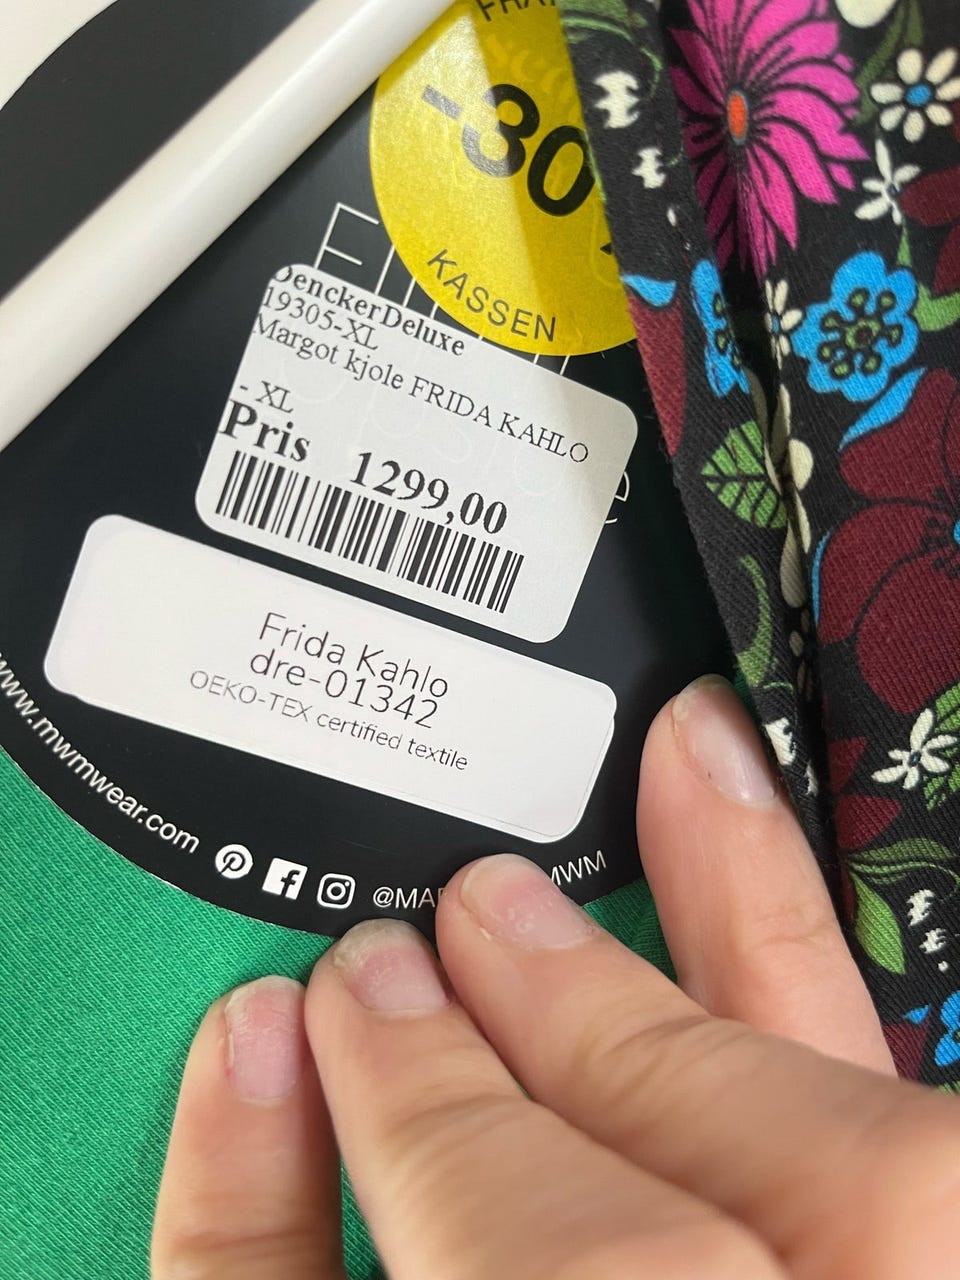 -30
KASSEN
DenckerDeluxe
19305-XL
Margot kjole FRIDA KAHLO
- XL
Pris 1299,00
Frida Kahlo
dre-01342
OEKO-TEX certified textile
www.mwmwear.com
MWM